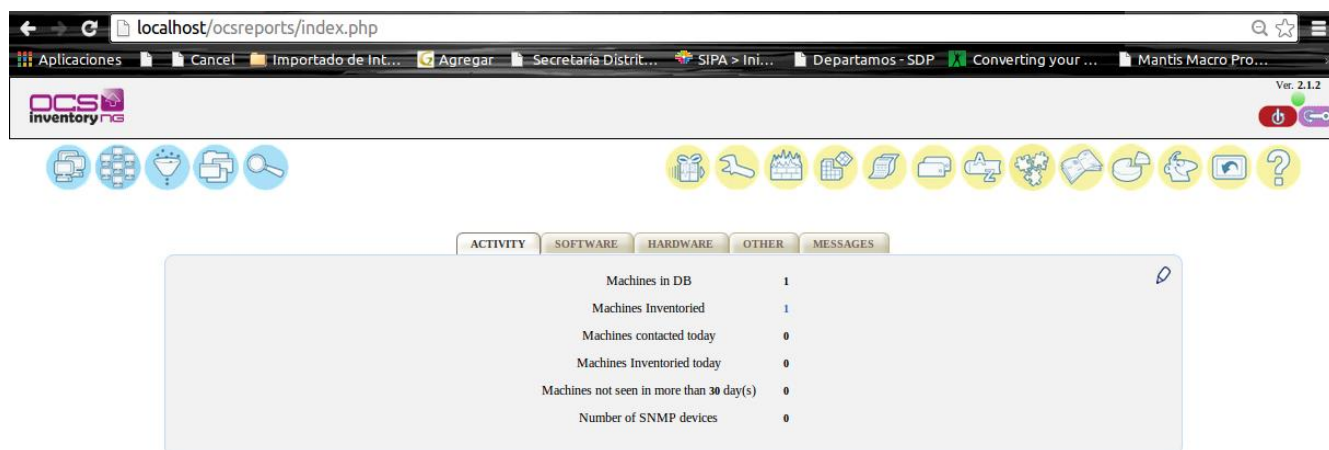 localhost/ocsreports/index.php
Aplicaciones Cancel Importado de Int... Agregar Secretaría Distrit... SIPA > Ini... Departamos - SDP Converting your ... Mantis Macro Pro...
OCS inventory NG
Ver. 2.1.2
ACTIVITY SOFTWARE HARDWARE OTHER MESSAGES
Machines in DB 1
Machines Inventoried 1
Machines contacted today 0
Machines Inventoried today 0
Machines not seen in more than 30 day(s) 0
Number of SNMP devices 0